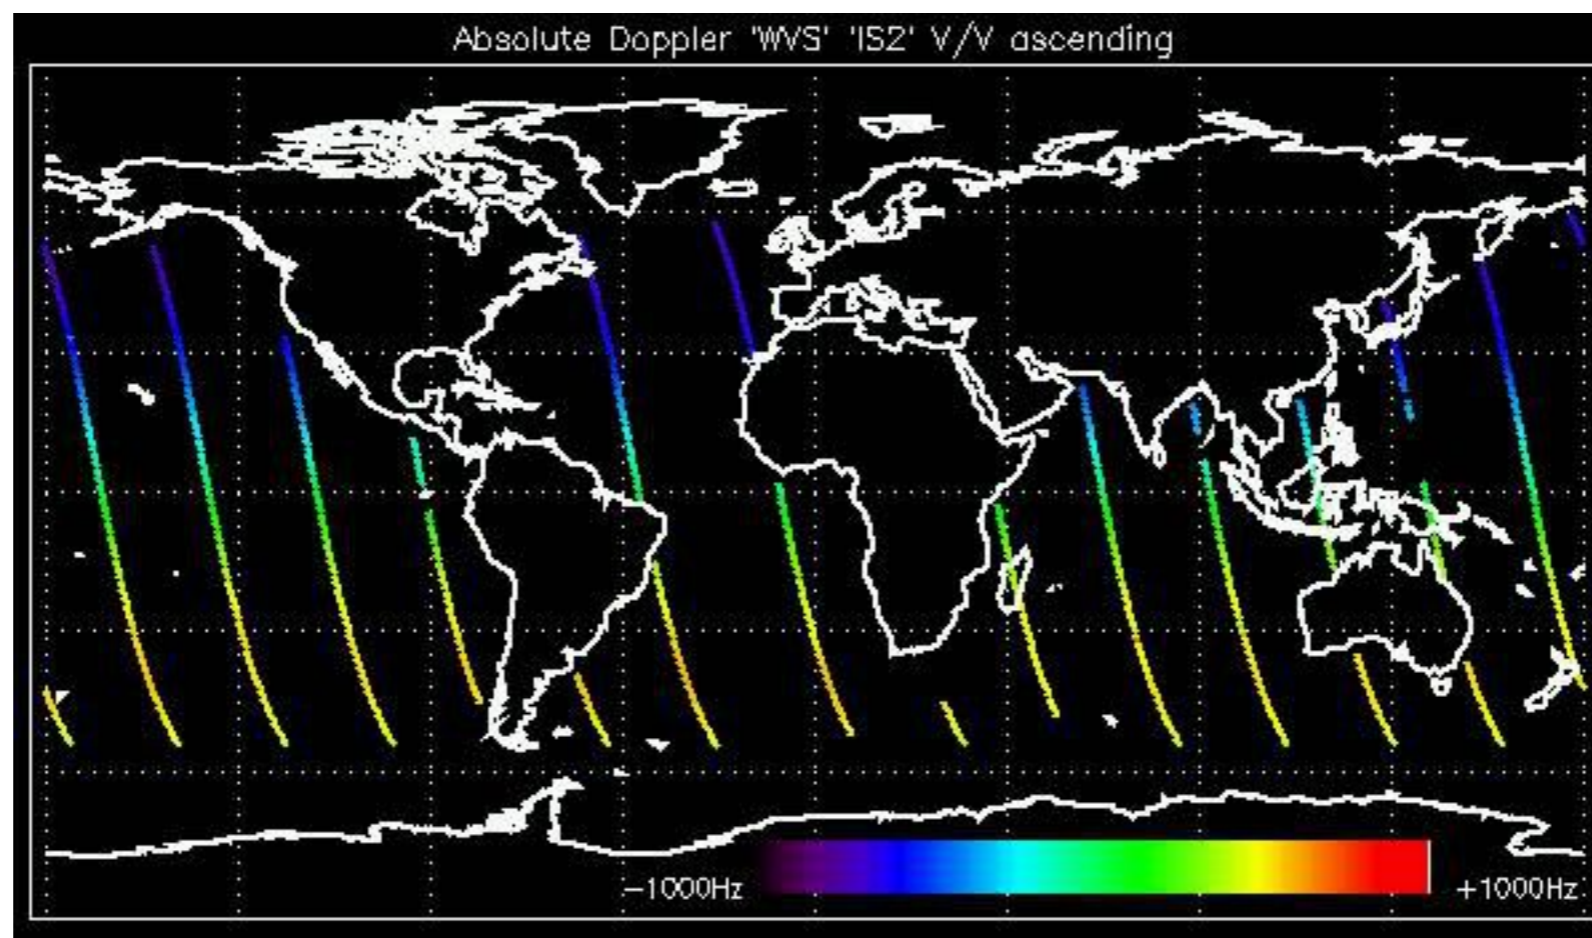 Absolute Doppler 'WVS' 'IS2' V/V ascending
−1000Hz +1000Hz